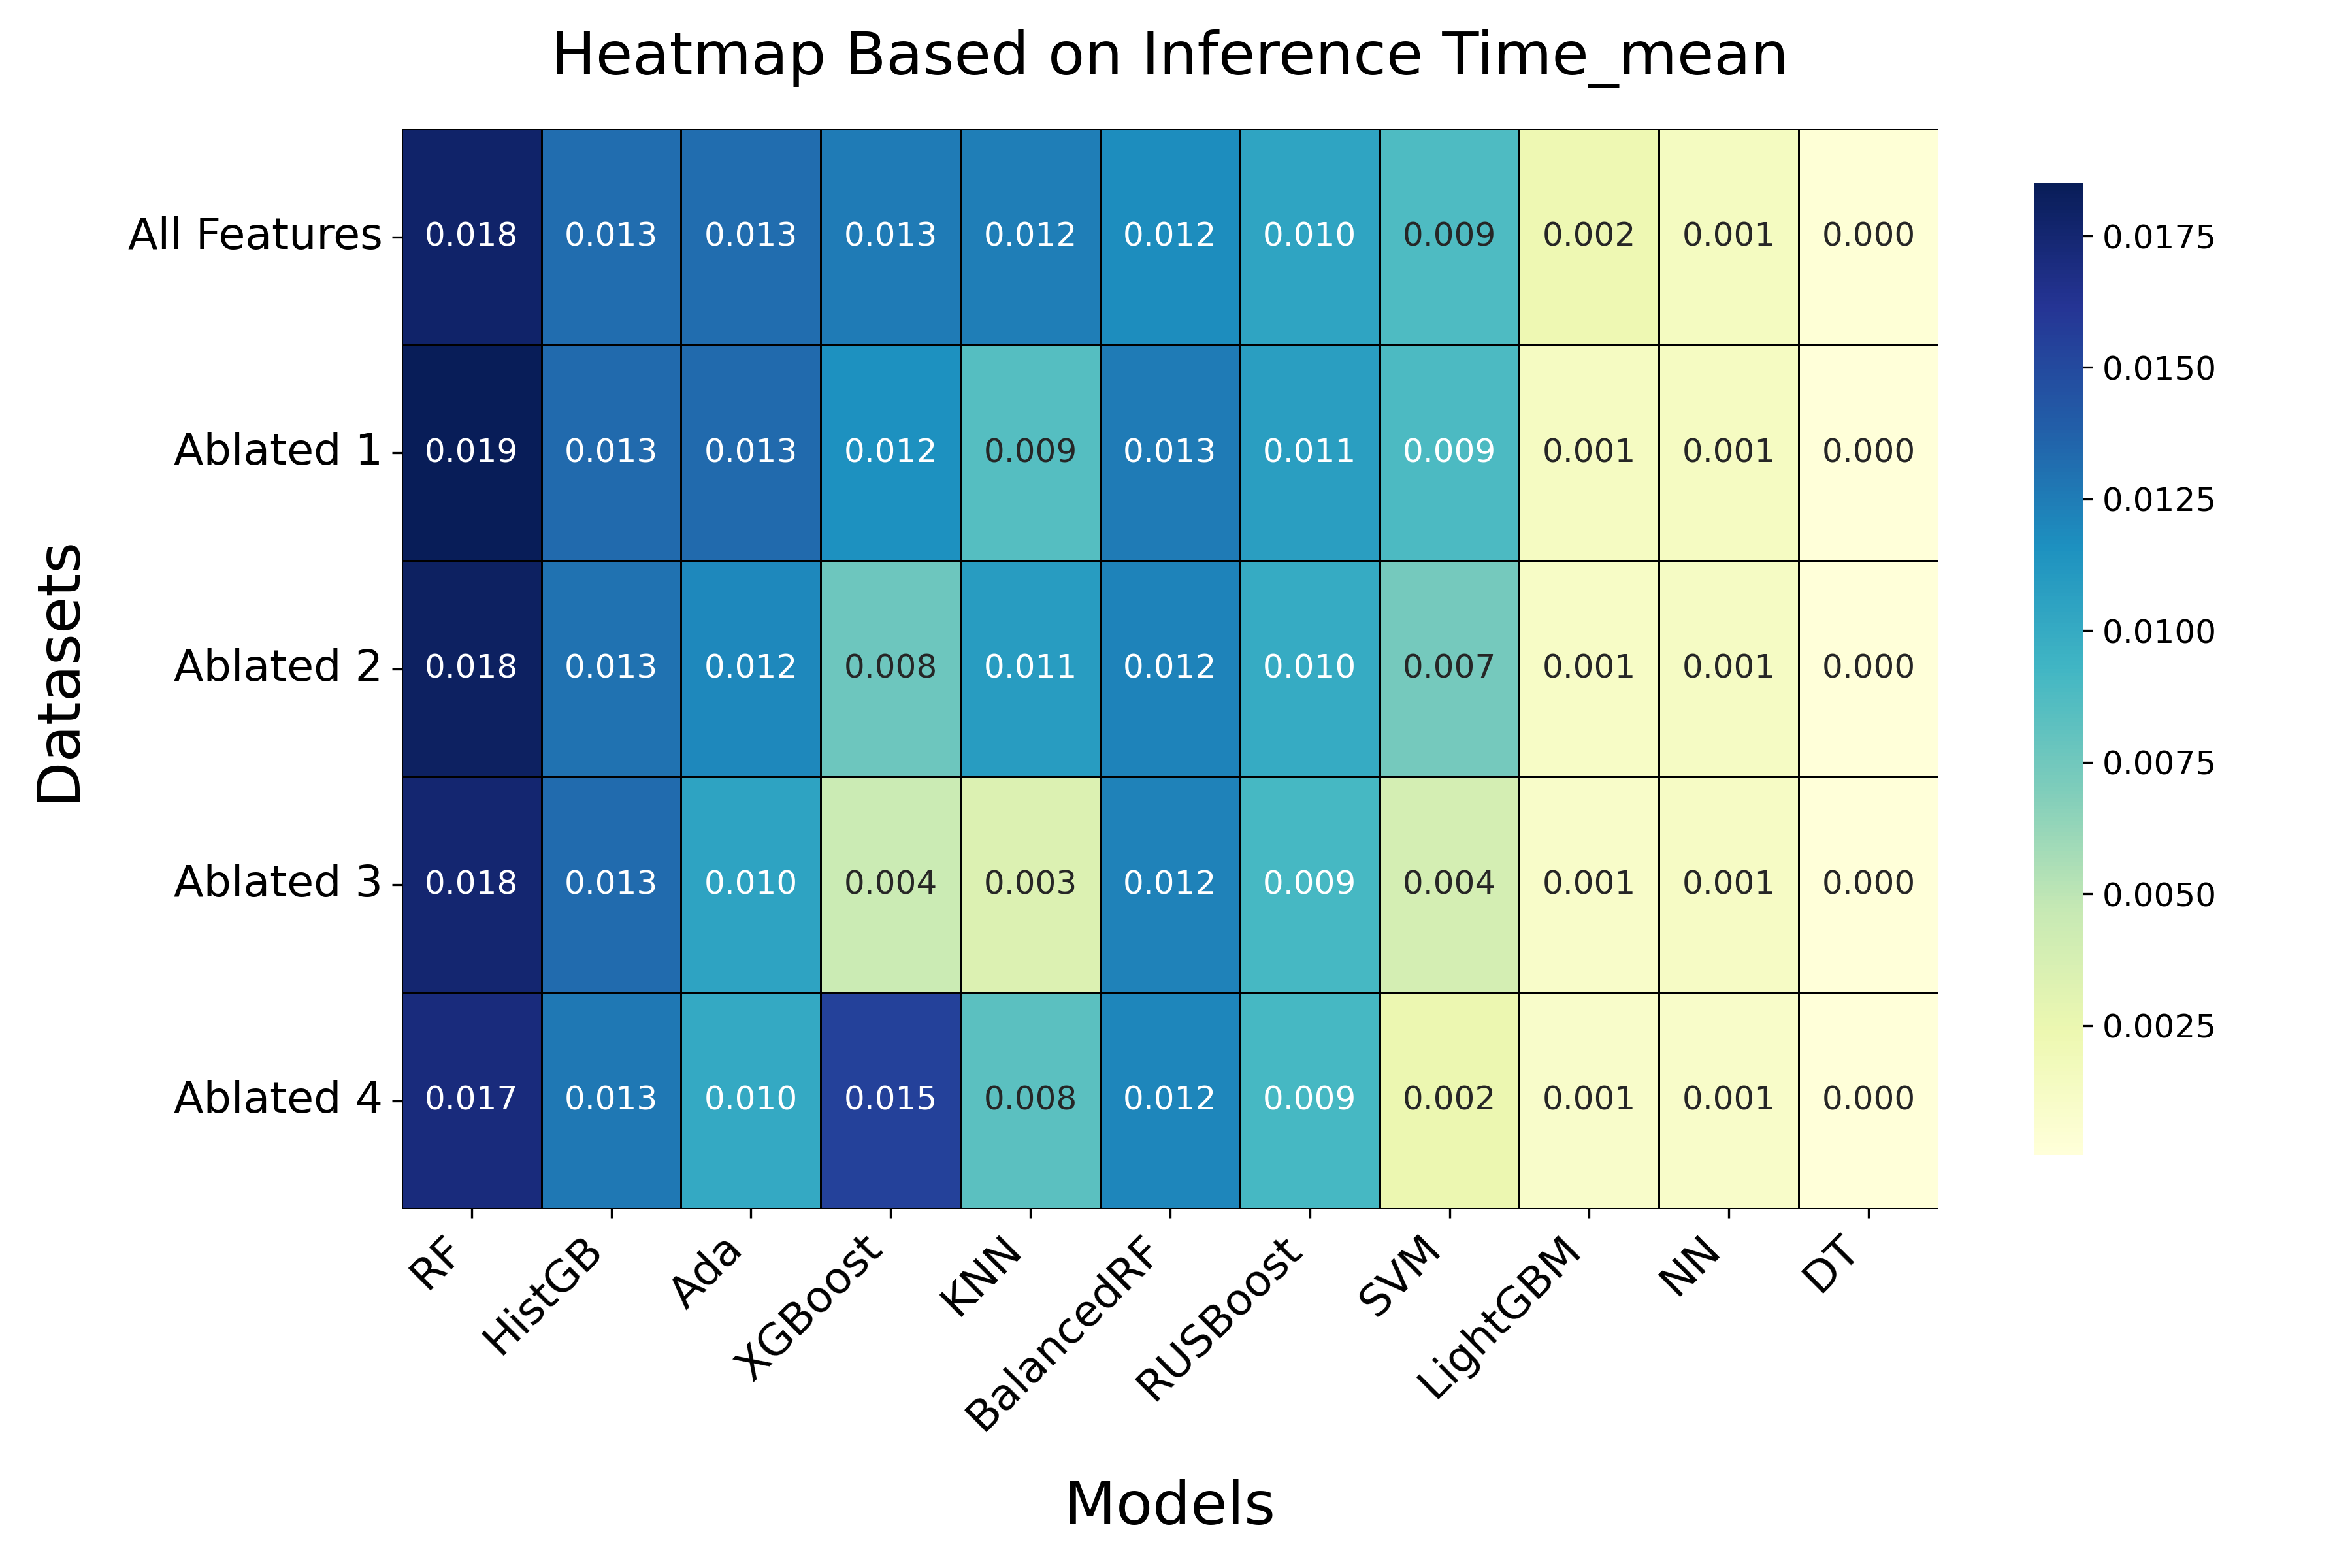 Heatmap Based on Inference Time_mean
Datasets
All Features 0.018 0.013 0.013 0.013 0.012 0.012 0.010 0.009 0.002 0.001 0.000
Ablated 1 0.019 0.013 0.013 0.012 0.009 0.013 0.011 0.009 0.001 0.001 0.000
Ablated 2 0.018 0.013 0.012 0.008 0.011 0.012 0.010 0.007 0.001 0.001 0.000
Ablated 3 0.018 0.013 0.010 0.004 0.003 0.012 0.009 0.004 0.001 0.001 0.000
Ablated 4 0.017 0.013 0.010 0.015 0.008 0.012 0.009 0.002 0.001 0.001 0.000
RF HistGB Ada XGBoost KNN BalancedRF RUSBoost SVM LightGBM NN DT
Models
0.0175
0.0150
0.0125
0.0100
0.0075
0.0050
0.0025